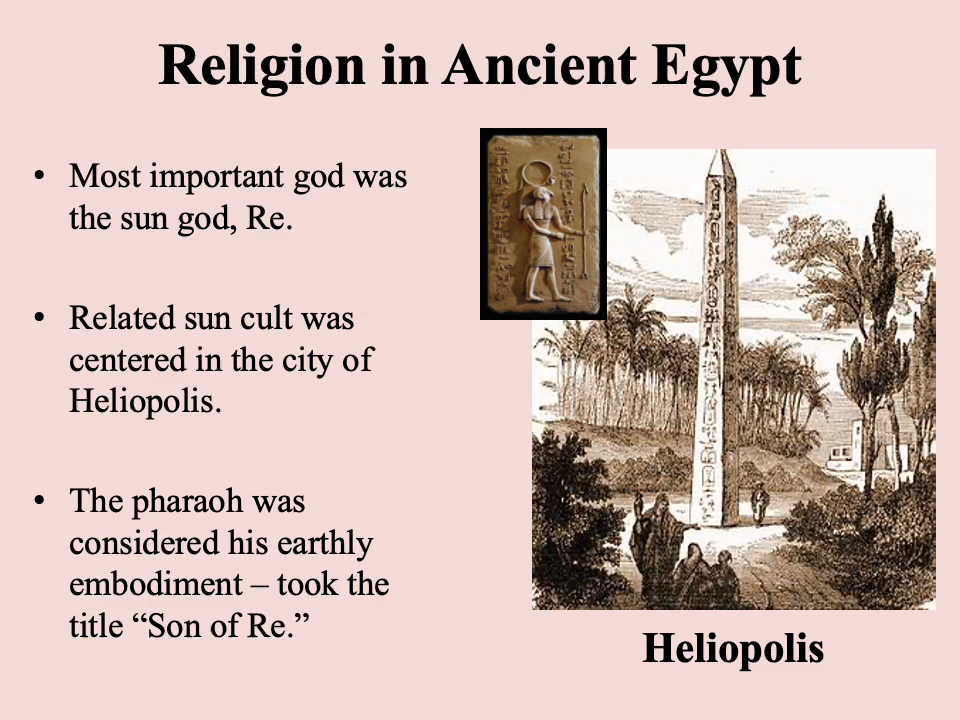 Religion in Ancient Egypt
• Most important god was
the sun god, Re.
• Related sun cult was
centered in the city of
Heliopolis.
• The pharaoh was
considered his earthly
embodiment – took the
title “Son of Re.”
Heliopolis